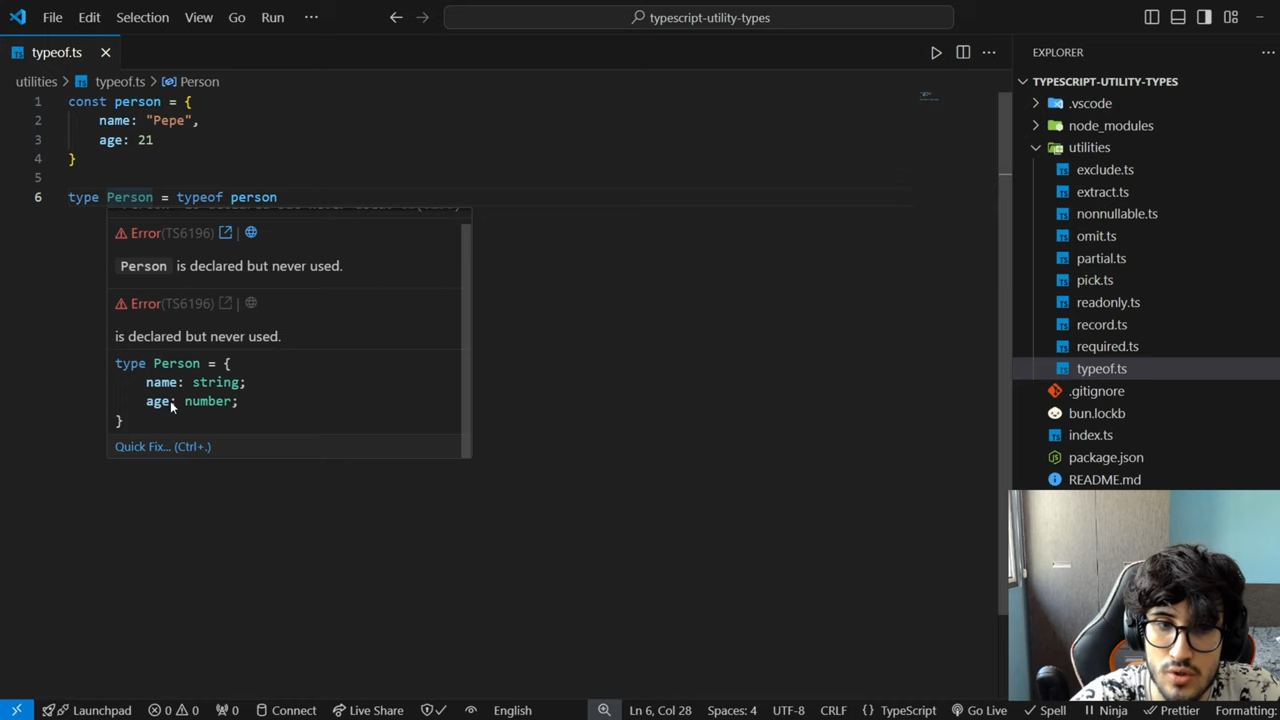 File Edit Selection View Go Run ···
typescript-utility-types
typeof.ts
utilities > typeof.ts > Person
1 const person = {
2 name: "Pepe",
3 age: 21
4 }
5
6 type Person = typeof person
Error(TS6196) |
Person is declared but never used.
Error(TS6196) |
is declared but never used.
type Person = {
name: string;
age: number;
}
Quick Fix... (Ctrl+.)
EXPLORER
TYPESCRIPT-UTILITY-TYPES
.vscode
node_modules
utilities
exclude.ts
extract.ts
nonnullable.ts
omit.ts
partial.ts
pick.ts
readonly.ts
record.ts
required.ts
typeof.ts
.gitignore
bun.lockb
index.ts
package.json
README.md
Launchpad 0 0 0 Connect Live Share English Ln 6, Col 28 Spaces: 4 UTF-8 CRLF {} TypeScript Go Live Spell Ninja Prettier Formatting: